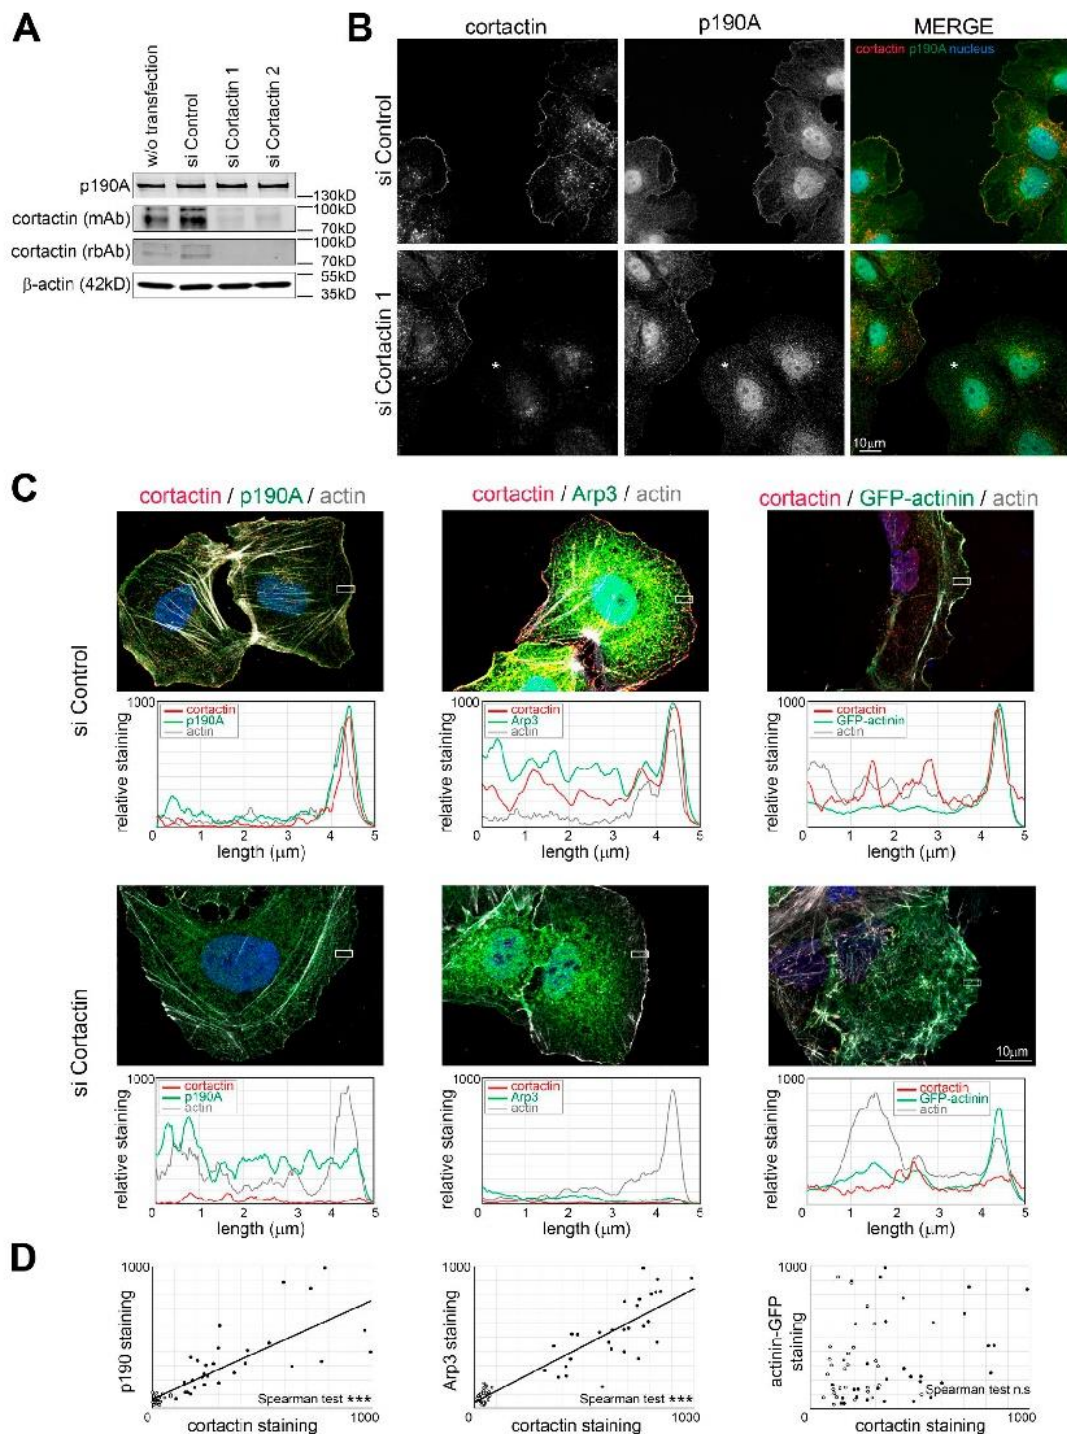 A
w/o transfection
si Control
si Cortactin 1
si Cortactin 2
p190A
130kD
cortactin (mAb)
100kD
70kD
cortactin (rbAb)
100kD
70kD
β-actin (42kD)
55kD
35kD
B
cortactin
p190A
MERGE
cortactin p190A nucleus
si Control
si Cortactin 1
*
*
*
10μm
C
cortactin / p190A / actin
cortactin / Arp3 / actin
cortactin / GFP-actinin / actin
si Control
1000
cortactin
p190A
actin
relative staining
0 1 2 3 4 5
length (μm)
1000
cortactin
Arp3
actin
relative staining
0 1 2 3 4 5
length (μm)
1000
cortactin
GFP-actinin
actin
relative staining
0 1 2 3 4 5
length (μm)
si Cortactin
10μm
1000
cortactin
p190A
actin
relative staining
0 1 2 3 4 5
length (μm)
1000
cortactin
Arp3
actin
relative staining
0 1 2 3 4 5
length (μm)
1000
cortactin
GFP-actinin
actin
relative staining
0 1 2 3 4 5
length (μm)
D
1000
p190 staining
Spearman test ***
0 1000
cortactin staining
1000
Arp3 staining
Spearman test ***
0 1000
cortactin staining
1000
actinin-GFP
staining
Spearman test n.s
0 1000
cortactin staining